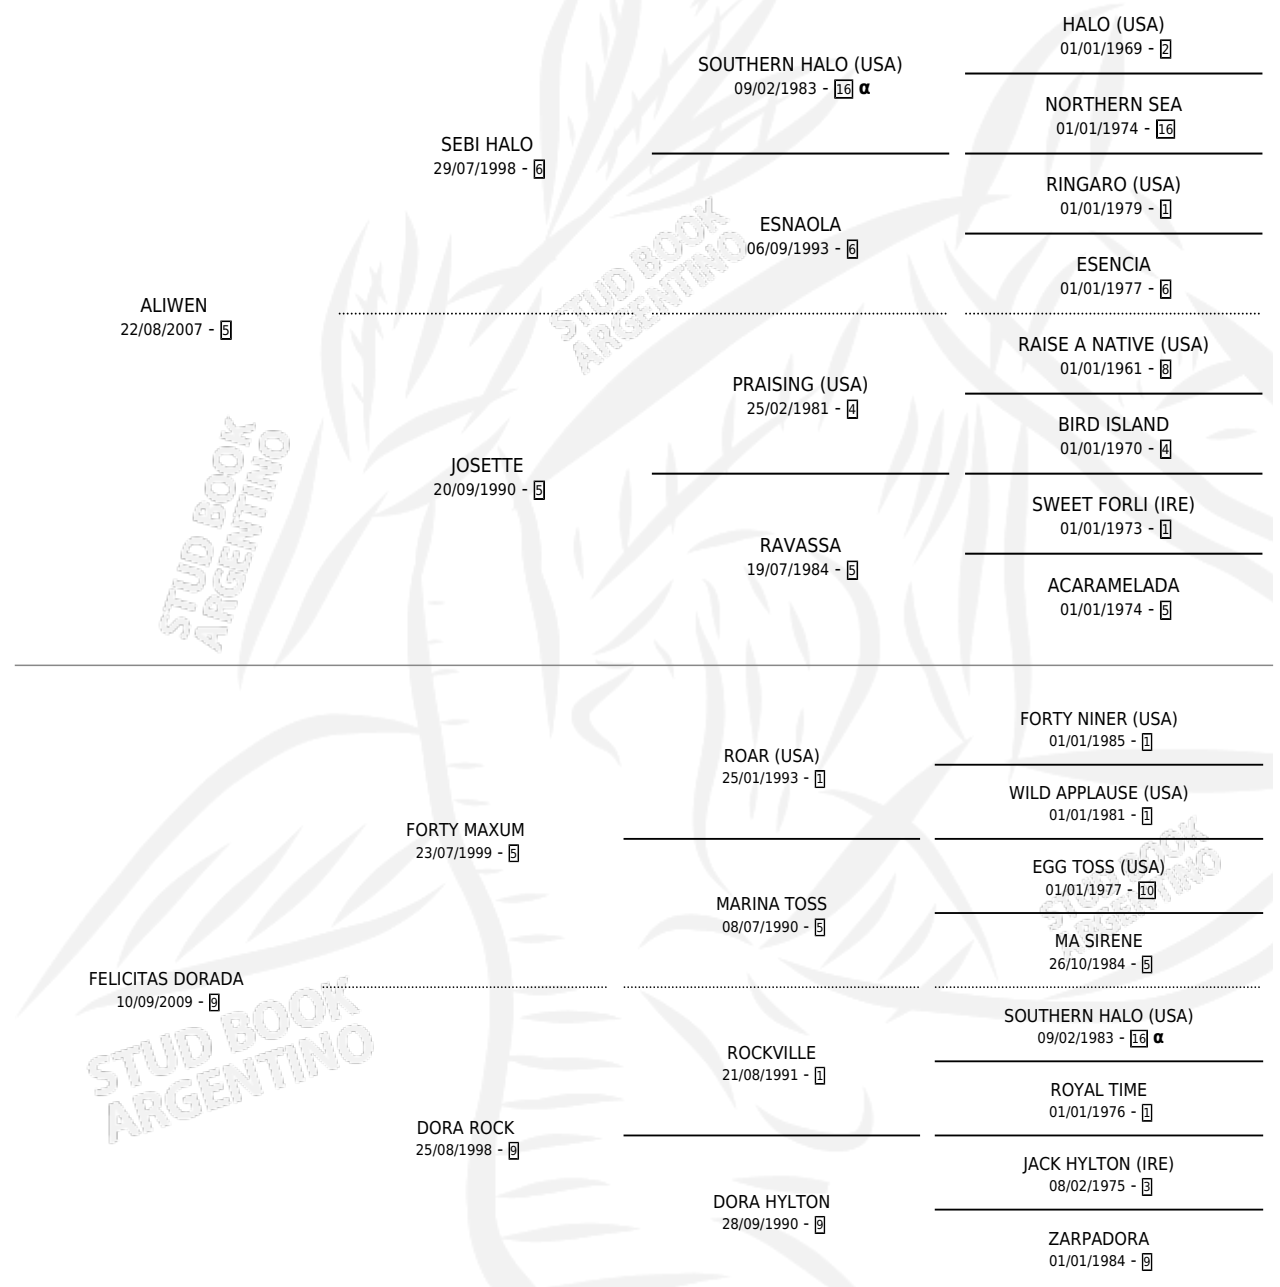 HALO (USA)
01/01/1969 - 2
SOUTHERN HALO (USA)
09/02/1983 - 16 α
NORTHERN SEA
01/01/1974 - 16
SEBI HALO
29/07/1998 - 6
RINGARO (USA)
01/01/1979 - 1
ESNAOLA
06/09/1993 - 6
ESENCIA
01/01/1977 - 6
ALIWEN
22/08/2007 - 5
RAISE A NATIVE (USA)
01/01/1961 - 8
PRAISING (USA)
25/02/1981 - 4
BIRD ISLAND
01/01/1970 - 4
JOSETTE
20/09/1990 - 5
SWEET FORLI (IRE)
01/01/1973 - 1
RAVASSA
19/07/1984 - 5
ACARAMELADA
01/01/1974 - 5
STUD BOOK
ARGENTINO
STUD BOOK
ARGENTINO
FORTY NINER (USA)
01/01/1985 - 1
ROAR (USA)
25/01/1993 - 1
WILD APPLAUSE (USA)
01/01/1981 - 1
FORTY MAXUM
23/07/1999 - 5
EGG TOSS (USA)
01/01/1977 - 10
MARINA TOSS
08/07/1990 - 5
MA SIRENE
26/10/1984 - 5
FELICITAS DORADA
10/09/2009 - 9
SOUTHERN HALO (USA)
09/02/1983 - 16 α
ROCKVILLE
21/08/1991 - 1
ROYAL TIME
01/01/1976 - 1
DORA ROCK
25/08/1998 - 9
JACK HYLTON (IRE)
08/02/1975 - 3
DORA HYLTON
28/09/1990 - 9
ZARPADORA
01/01/1984 - 9
STUD BOOK
ARGENTINO
STUD BOOK
ARGENTINO